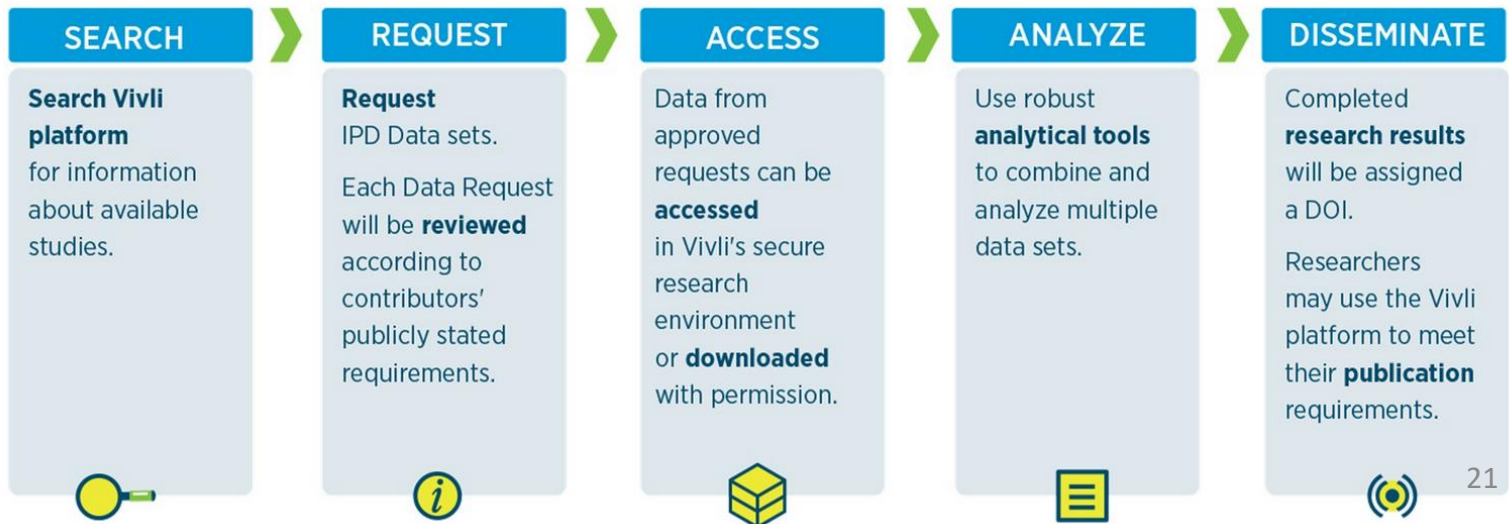 SEARCH
Search Vivli
platform
for information
about available
studies.
REQUEST
Request
IPD Data sets.
Each Data Request
will be reviewed
according to
contributors'
publicly stated
requirements.
ACCESS
Data from
approved
requests can be
accessed
in Vivli's secure
research
environment
or downloaded
with permission.
ANALYZE
Use robust
analytical tools
to combine and
analyze multiple
data sets.
DISSEMINATE
Completed
research results
will be assigned
a DOI.
Researchers
may use the Vivli
platform to meet
their publication
requirements.
i
21